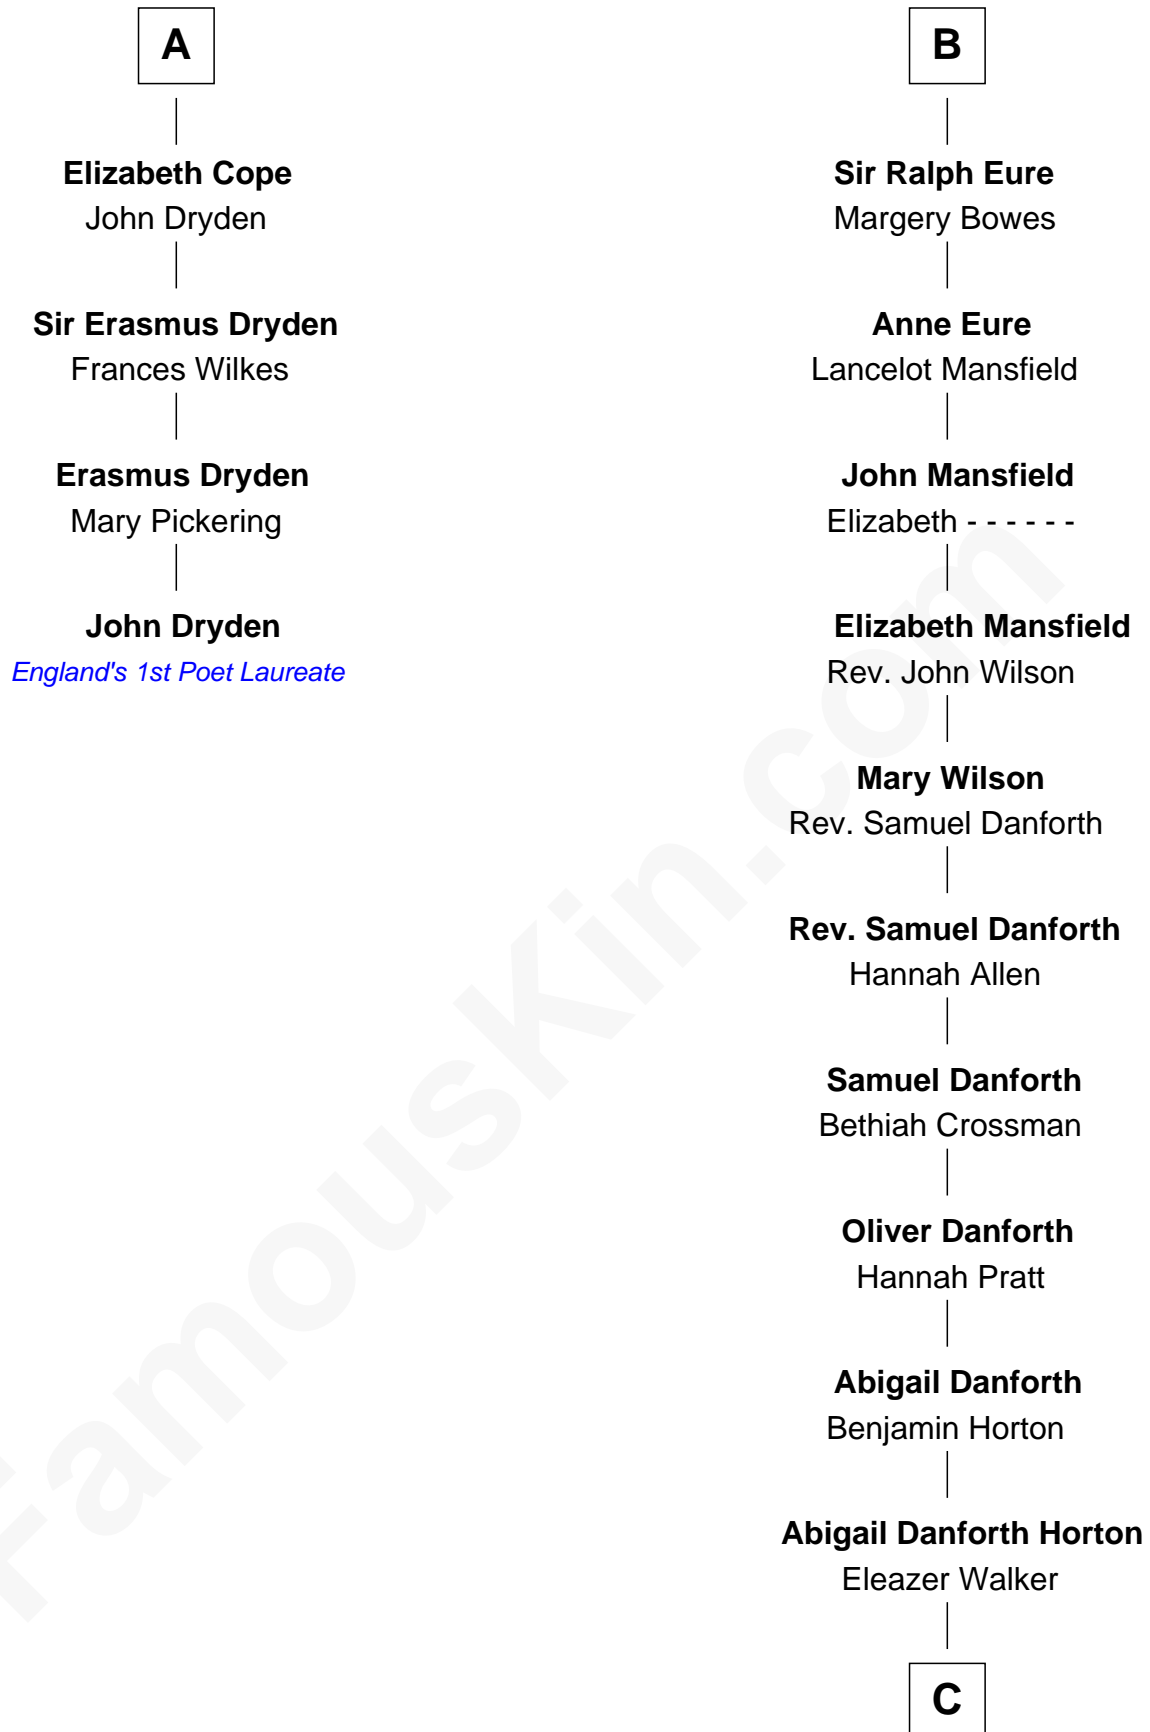 A
Elizabeth Cope
John Dryden
Sir Erasmus Dryden
Frances Wilkes
Erasmus Dryden
Mary Pickering
John Dryden
England's 1st Poet Laureate
B
Sir Ralph Eure
Margery Bowes
Anne Eure
Lancelot Mansfield
John Mansfield
Elizabeth - - - - - -
Elizabeth Mansfield
Rev. John Wilson
Mary Wilson
Rev. Samuel Danforth
Rev. Samuel Danforth
Hannah Allen
Samuel Danforth
Bethiah Crossman
Oliver Danforth
Hannah Pratt
Abigail Danforth
Benjamin Horton
Abigail Danforth Horton
Eleazer Walker
C
FamousKin.com